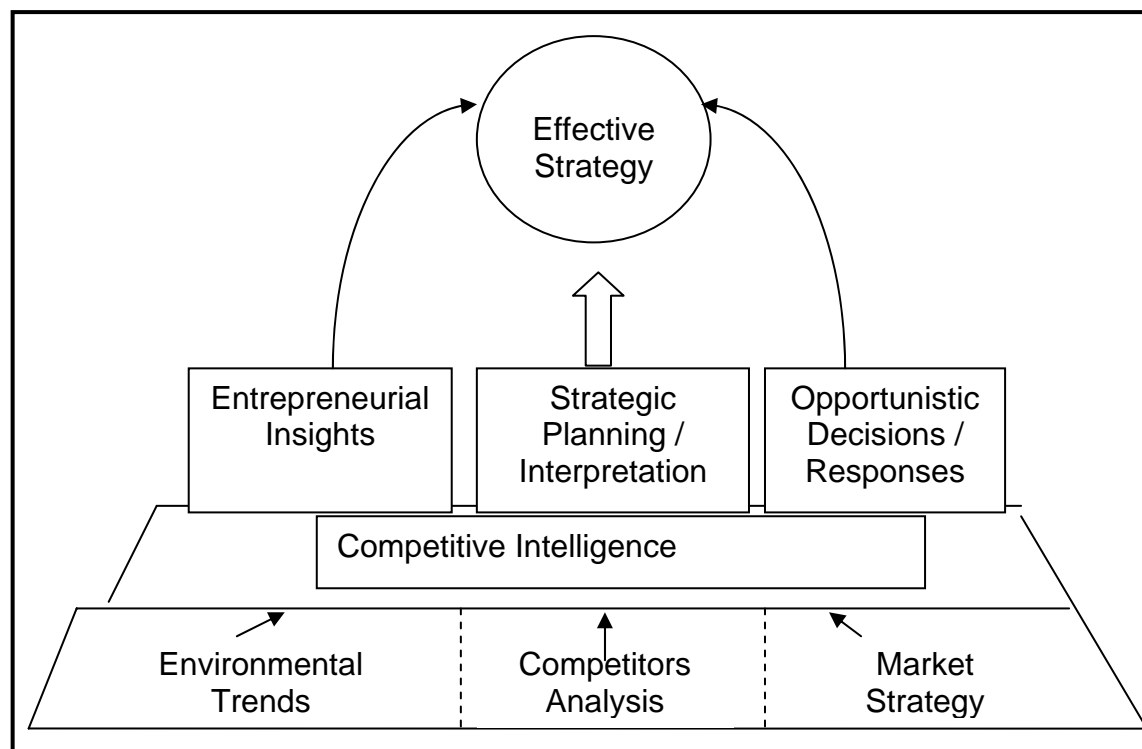 Effective
Strategy
Entrepreneurial
Insights
Strategic
Planning /
Interpretation
Opportunistic
Decisions /
Responses
Competitive Intelligence
Environmental
Trends
Competitors
Analysis
Market
Strategy